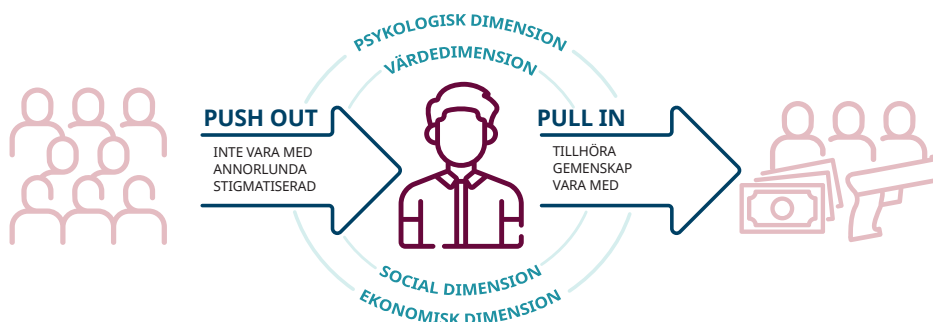 PSYKOLOGISK DIMENSION
VÄRDEDIMENSION
PUSH OUT
INTE VARA MED
ANNORLUNDA
STIGMATISERAD
PULL IN
TILLHÖRA
GEMENSKAP
VARA MED
SOCIAL DIMENSION
EKONOMISK DIMENSION